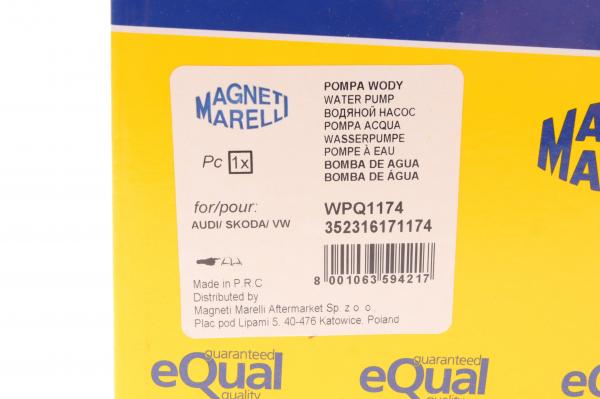 MAGNETI
MARELLI
Pc 1x
for/pour:
AUDI/ SKODA/ VW
POMPA WODY
WATER PUMP
ВОДЯНОЙ НАСОС
POMPA ACQUA
WASSERPUMPE
POMPE À EAU
BOMBA DE AGUA
BOMBA DE ÁGUA
WPQ1174
352316171174
8 001063 594217
Made in P.R.C
Distributed by
Magneti Marelli Aftermarket Sp. z o. o.
Plac pod Lipami 5. 40-476 Katowice, Poland
guaranteed
eQual
quality
guaranteed
eQual
quality